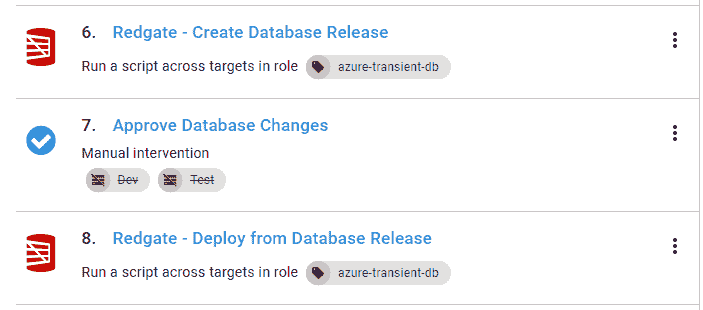 6. Redgate - Create Database Release
Run a script across targets in role azure-transient-db
7. Approve Database Changes
Manual intervention
Dev Test
8. Redgate - Deploy from Database Release
Run a script across targets in role azure-transient-db